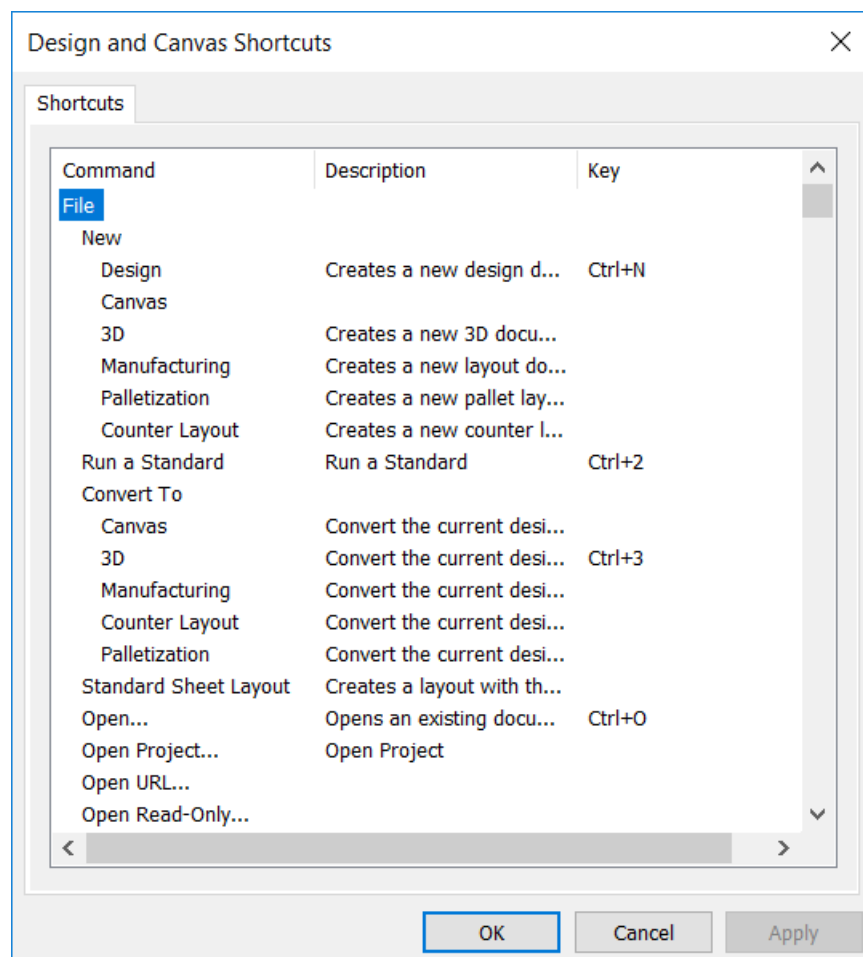 Design and Canvas Shortcuts
Shortcuts
Command Description Key
File
New
Design Creates a new design d... Ctrl+N
Canvas
3D Creates a new 3D docu...
Manufacturing Creates a new layout do...
Palletization Creates a new pallet lay...
Counter Layout Creates a new counter l...
Run a Standard Run a Standard Ctrl+2
Convert To
Canvas Convert the current desi...
3D Convert the current desi... Ctrl+3
Manufacturing Convert the current desi...
Counter Layout Convert the current desi...
Palletization Convert the current desi...
Standard Sheet Layout Creates a layout with th...
Open... Opens an existing docu... Ctrl+O
Open Project... Open Project
Open URL...
Open Read-Only...
OK Cancel Apply